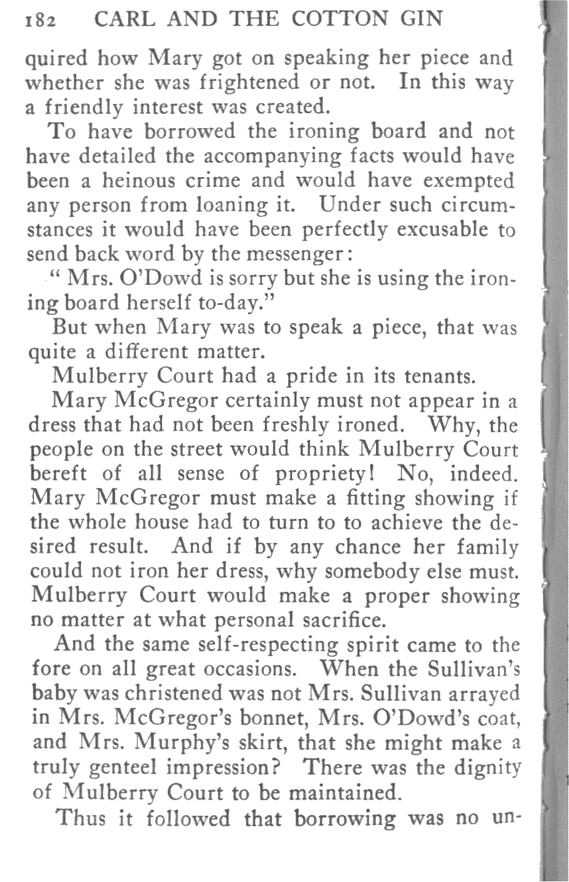 182 CARL AND THE COTTON GIN
quired how Mary got on speaking her piece and
whether she was frightened or not. In this way
a friendly interest was created.
To have borrowed the ironing board and not
have detailed the accompanying facts would have
been a heinous crime and would have exempted
any person from loaning it. Under such circum-
stances it would have been perfectly excusable to
send back word by the messenger:
“ Mrs. O’Dowd is sorry but she is using the iron-
ing board herself to-day.”
But when Mary was to speak a piece, that was
quite a different matter.
Mulberry Court had a pride in its tenants.
Mary McGregor certainly must not appear in a
dress that had not been freshly ironed. Why, the
people on the street would think Mulberry Court
bereft of all sense of propriety! No, indeed.
Mary McGregor must make a fitting showing if
the whole house had to turn to to achieve the de-
sired result. And if by any chance her family
could not iron her dress, why somebody else must.
Mulberry Court would make a proper showing
no matter at what personal sacrifice.
And the same self-respecting spirit came to the
fore on all great occasions. When the Sullivan’s
baby was christened was not Mrs. Sullivan arrayed
in Mrs. McGregor’s bonnet, Mrs. O’Dowd’s coat,
and Mrs. Murphy’s skirt, that she might make a
truly genteel impression? There was the dignity
of Mulberry Court to be maintained.
Thus it followed that borrowing was no un-